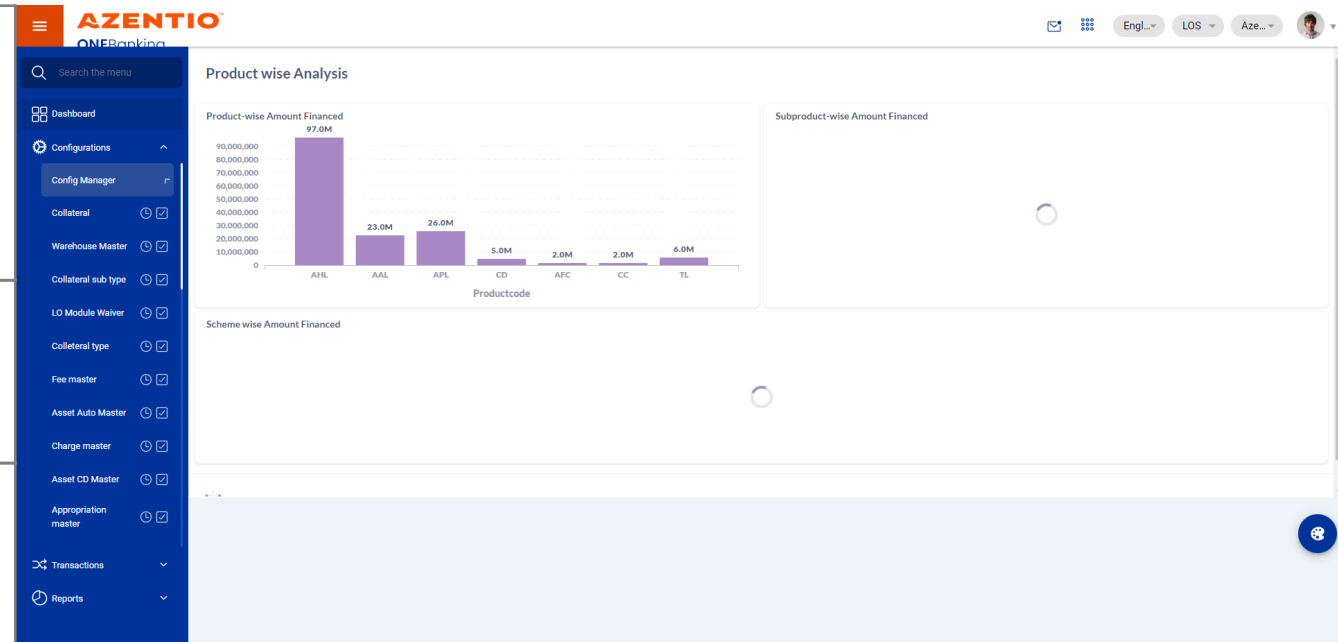 AZENTIO
ONEBanking
Engl...
LOS
Aze...
Search the menu
Dashboard
Configurations
Config Manager
Collateral
Warehouse Master
Collateral sub type
LO Module Waiver
Colleteral type
Fee master
Asset Auto Master
Charge master
Asset CD Master
Appropriation
master
Transactions
Reports
Product wise Analysis
Product-wise Amount Financed
97.0M
90,000,000
80,000,000
70,000,000
60,000,000
50,000,000
40,000,000
30,000,000
20,000,000
10,000,000
0
23.0M
26.0M
5.0M
2.0M
2.0M
6.0M
AHL AAL APL CD AFC CC TL
Productcode
Subproduct-wise Amount Financed
Scheme wise Amount Financed